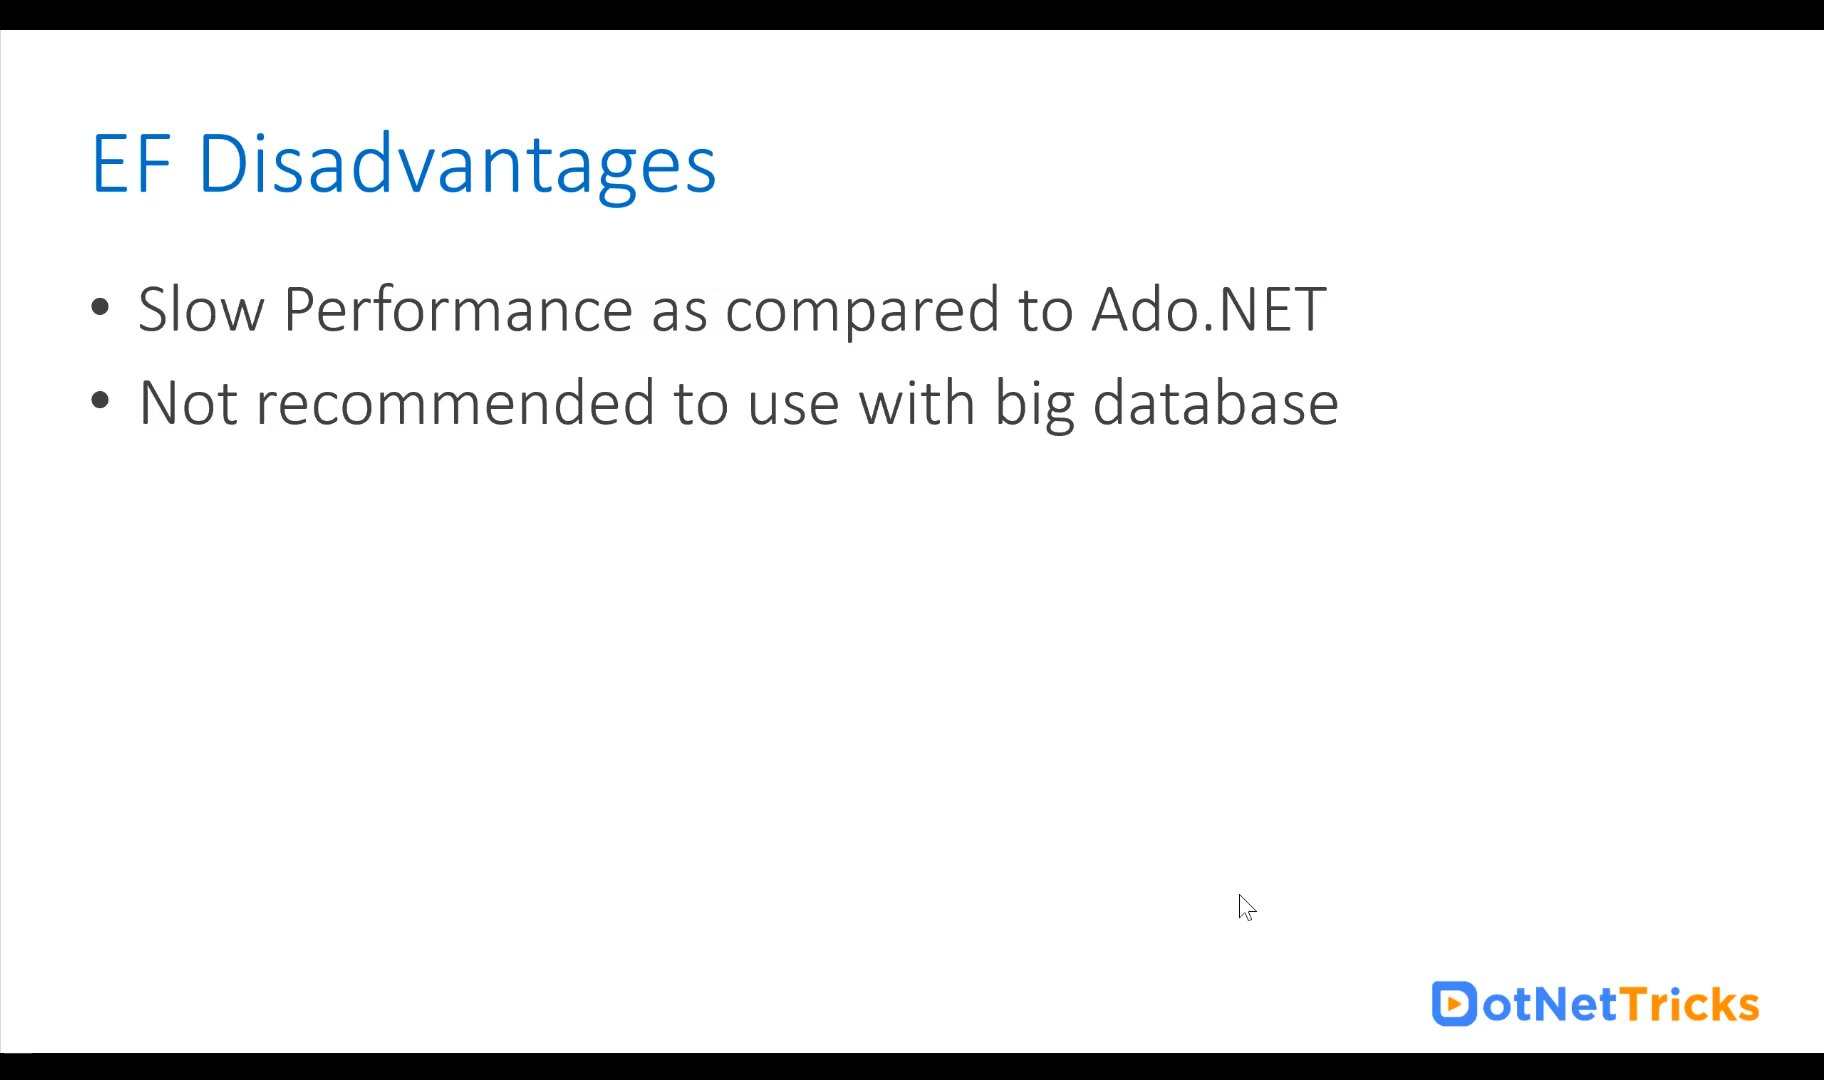 EF Disadvantages
• Slow Performance as compared to Ado.NET
• Not recommended to use with big database
DotNetTricks